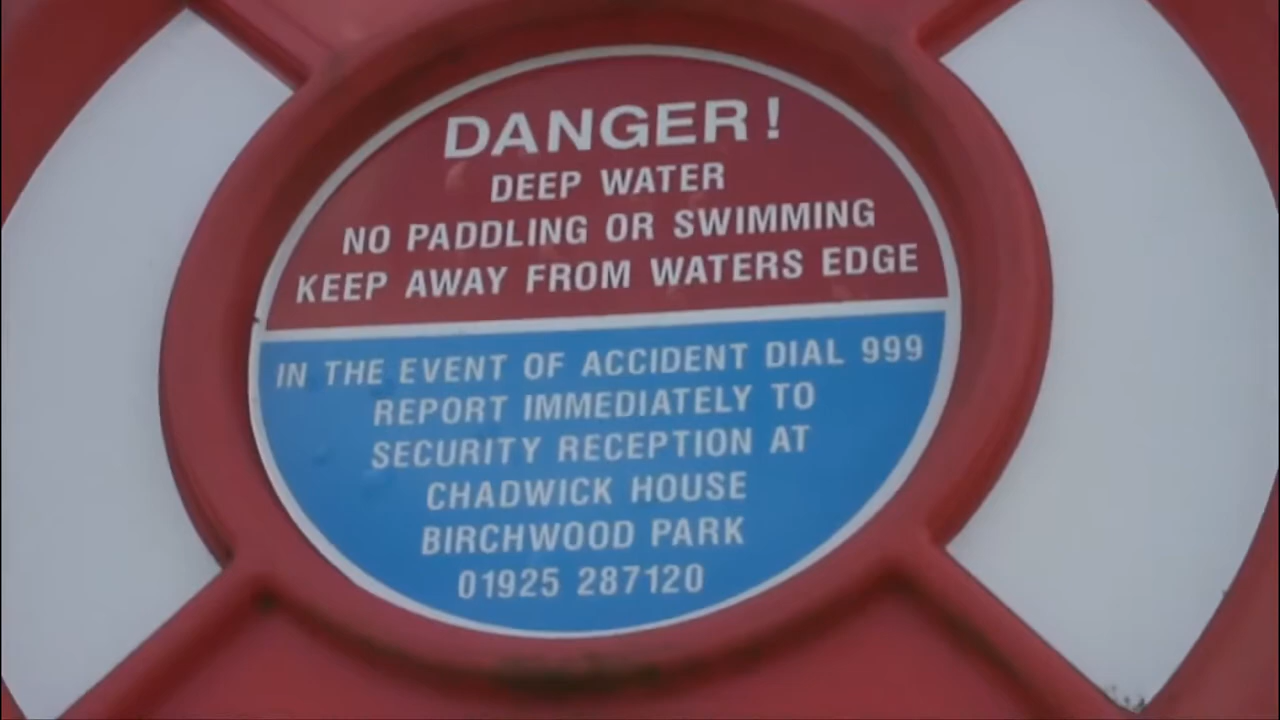 DANGER!
DEEP WATER
NO PADDLING OR SWIMMING
KEEP AWAY FROM WATERS EDGE
IN THE EVENT OF ACCIDENT DIAL 999
REPORT IMMEDIATELY TO
SECURITY RECEPTION AT
CHADWICK HOUSE
BIRCHWOOD PARK
01925 287120